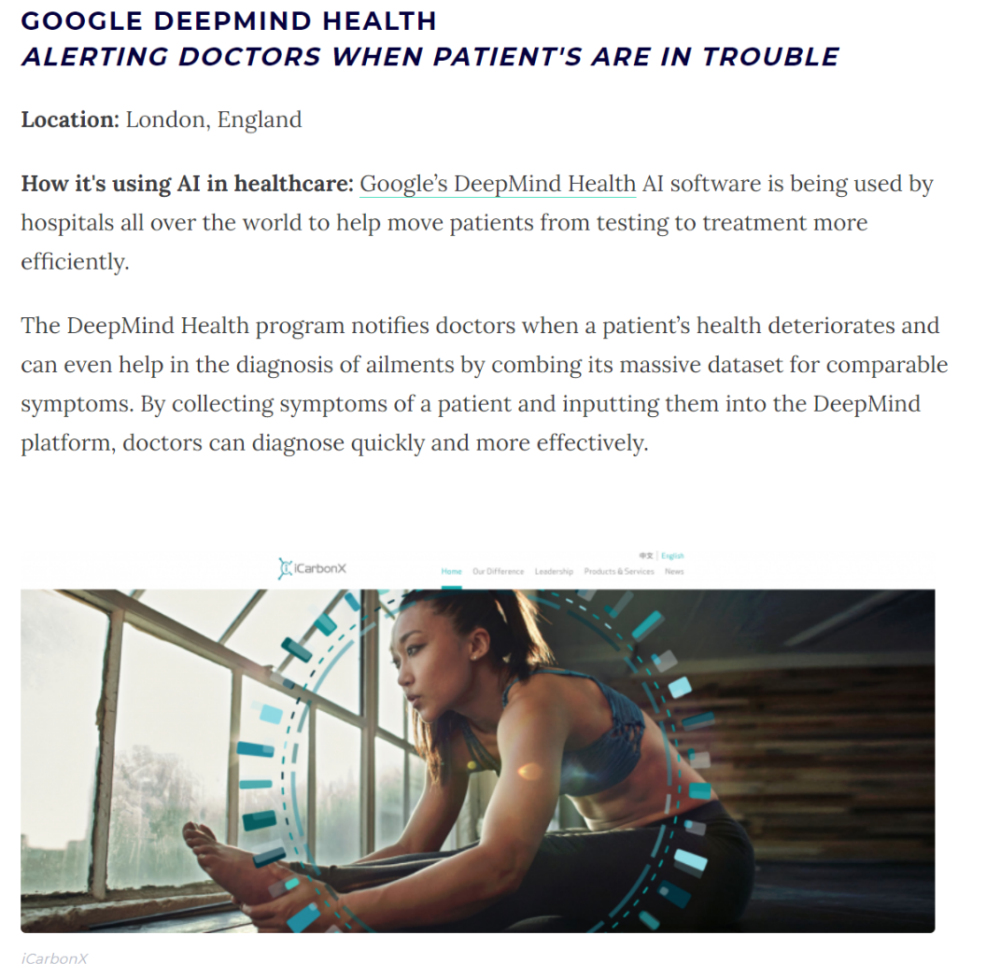 GOOGLE DEEPMIND HEALTH
ALERTING DOCTORS WHEN PATIENT'S ARE IN TROUBLE
Location: London, England
How it's using AI in healthcare: Google’s DeepMind Health AI software is being used by
hospitals all over the world to help move patients from testing to treatment more
efficiently.
The DeepMind Health program notifies doctors when a patient’s health deteriorates and
can even help in the diagnosis of ailments by combing its massive dataset for comparable
symptoms. By collecting symptoms of a patient and inputting them into the DeepMind
platform, doctors can diagnose quickly and more effectively.
中文 | English
iCarbonX
Home Our Difference Leadership Products & Services News
iCarbonX